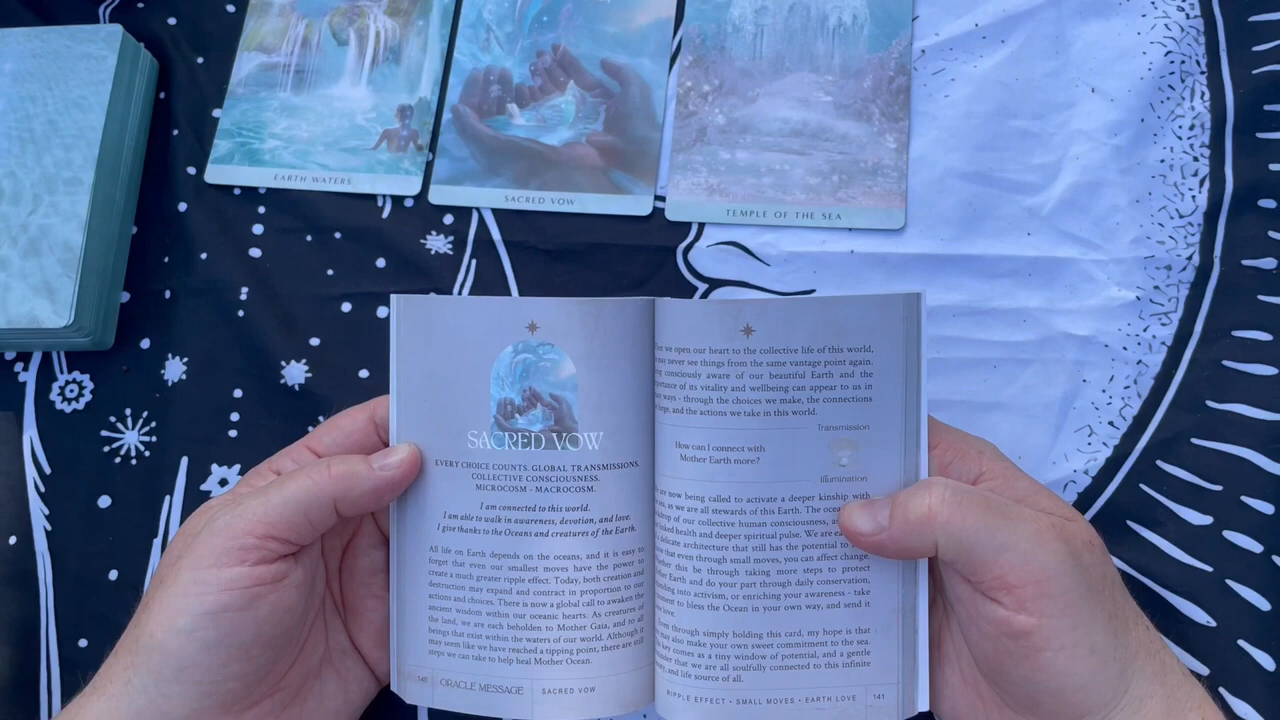 EARTH WATERS
SACRED VOW
TEMPLE OF THE SEA
SACRED VOW
EVERY CHOICE COUNTS. GLOBAL TRANSMISSIONS.
COLLECTIVE CONSCIOUSNESS.
MICROCOSM - MACROCOSM.
I am connected to this world.
I am able to walk in awareness, devotion, and love.
I give thanks to the Oceans and creatures of the Earth.
All life on Earth depends on the oceans, and it is easy to
forget that even our smallest moves have the power to
create a much greater ripple effect. Today, both creation and
destruction may expand and contract in proportion to our
actions and choices. There is now a global call to awaken the
ancient wisdom within our oceanic hearts. As creatures of
the land, we are each beholden to Mother Gaia, and to all
beings that exist within the waters of our world. Although it
may seem like we have reached a tipping point, there are still
steps we can take to help heal Mother Ocean.
140 ORACLE MESSAGE SACRED VOW
we open our heart to the collective life of this world,
may never see things from the same vantage point again.
consciously aware of our beautiful Earth and the
of its vitality and wellbeing can appear to us in
ways - through the choices we make, the connections
and the actions we take in this world.
Transmission
How can I connect with
Mother Earth more?
Illumination
are now being called to activate a deeper kinship with
sea, as we are all stewards of this Earth. The
of our collective human consciousness,
health and deeper spiritual pulse. We are
delicate architecture that still has the potential to
that even through small moves, you can affect change.
this be through taking more steps to protect
Earth and do your part through daily conservation,
into activism, or enriching your awareness - take
to bless the Ocean in your own way, and send it
love.
Even through simply holding this card, my hope is that
may also make your own sweet commitment to the sea.
key comes as a tiny window of potential, and a gentle
that we are all soulfully connected to this infinite
and life source of all.
RIPPLE EFFECT • SMALL MOVES • EARTH LOVE 141